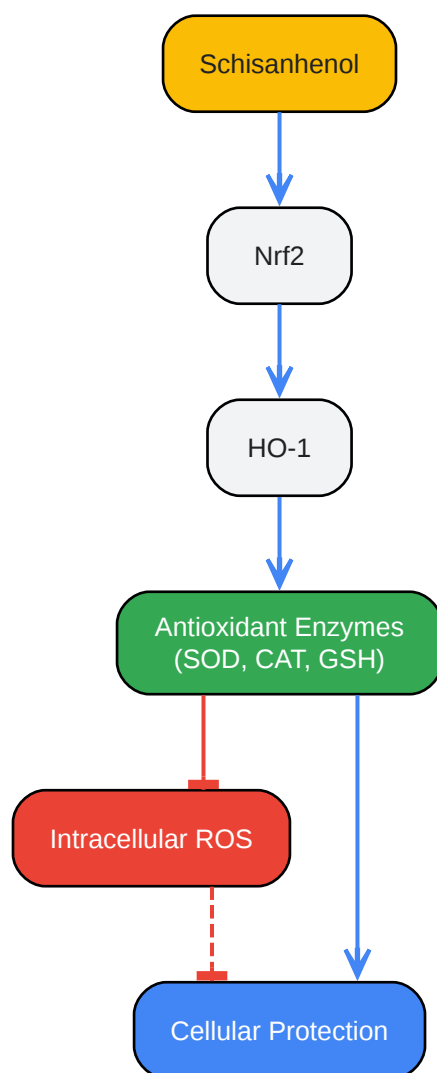 Schisanhenol
Nrf2
HO-1
Antioxidant Enzymes
(SOD, CAT, GSH)
Intracellular ROS
Cellular Protection